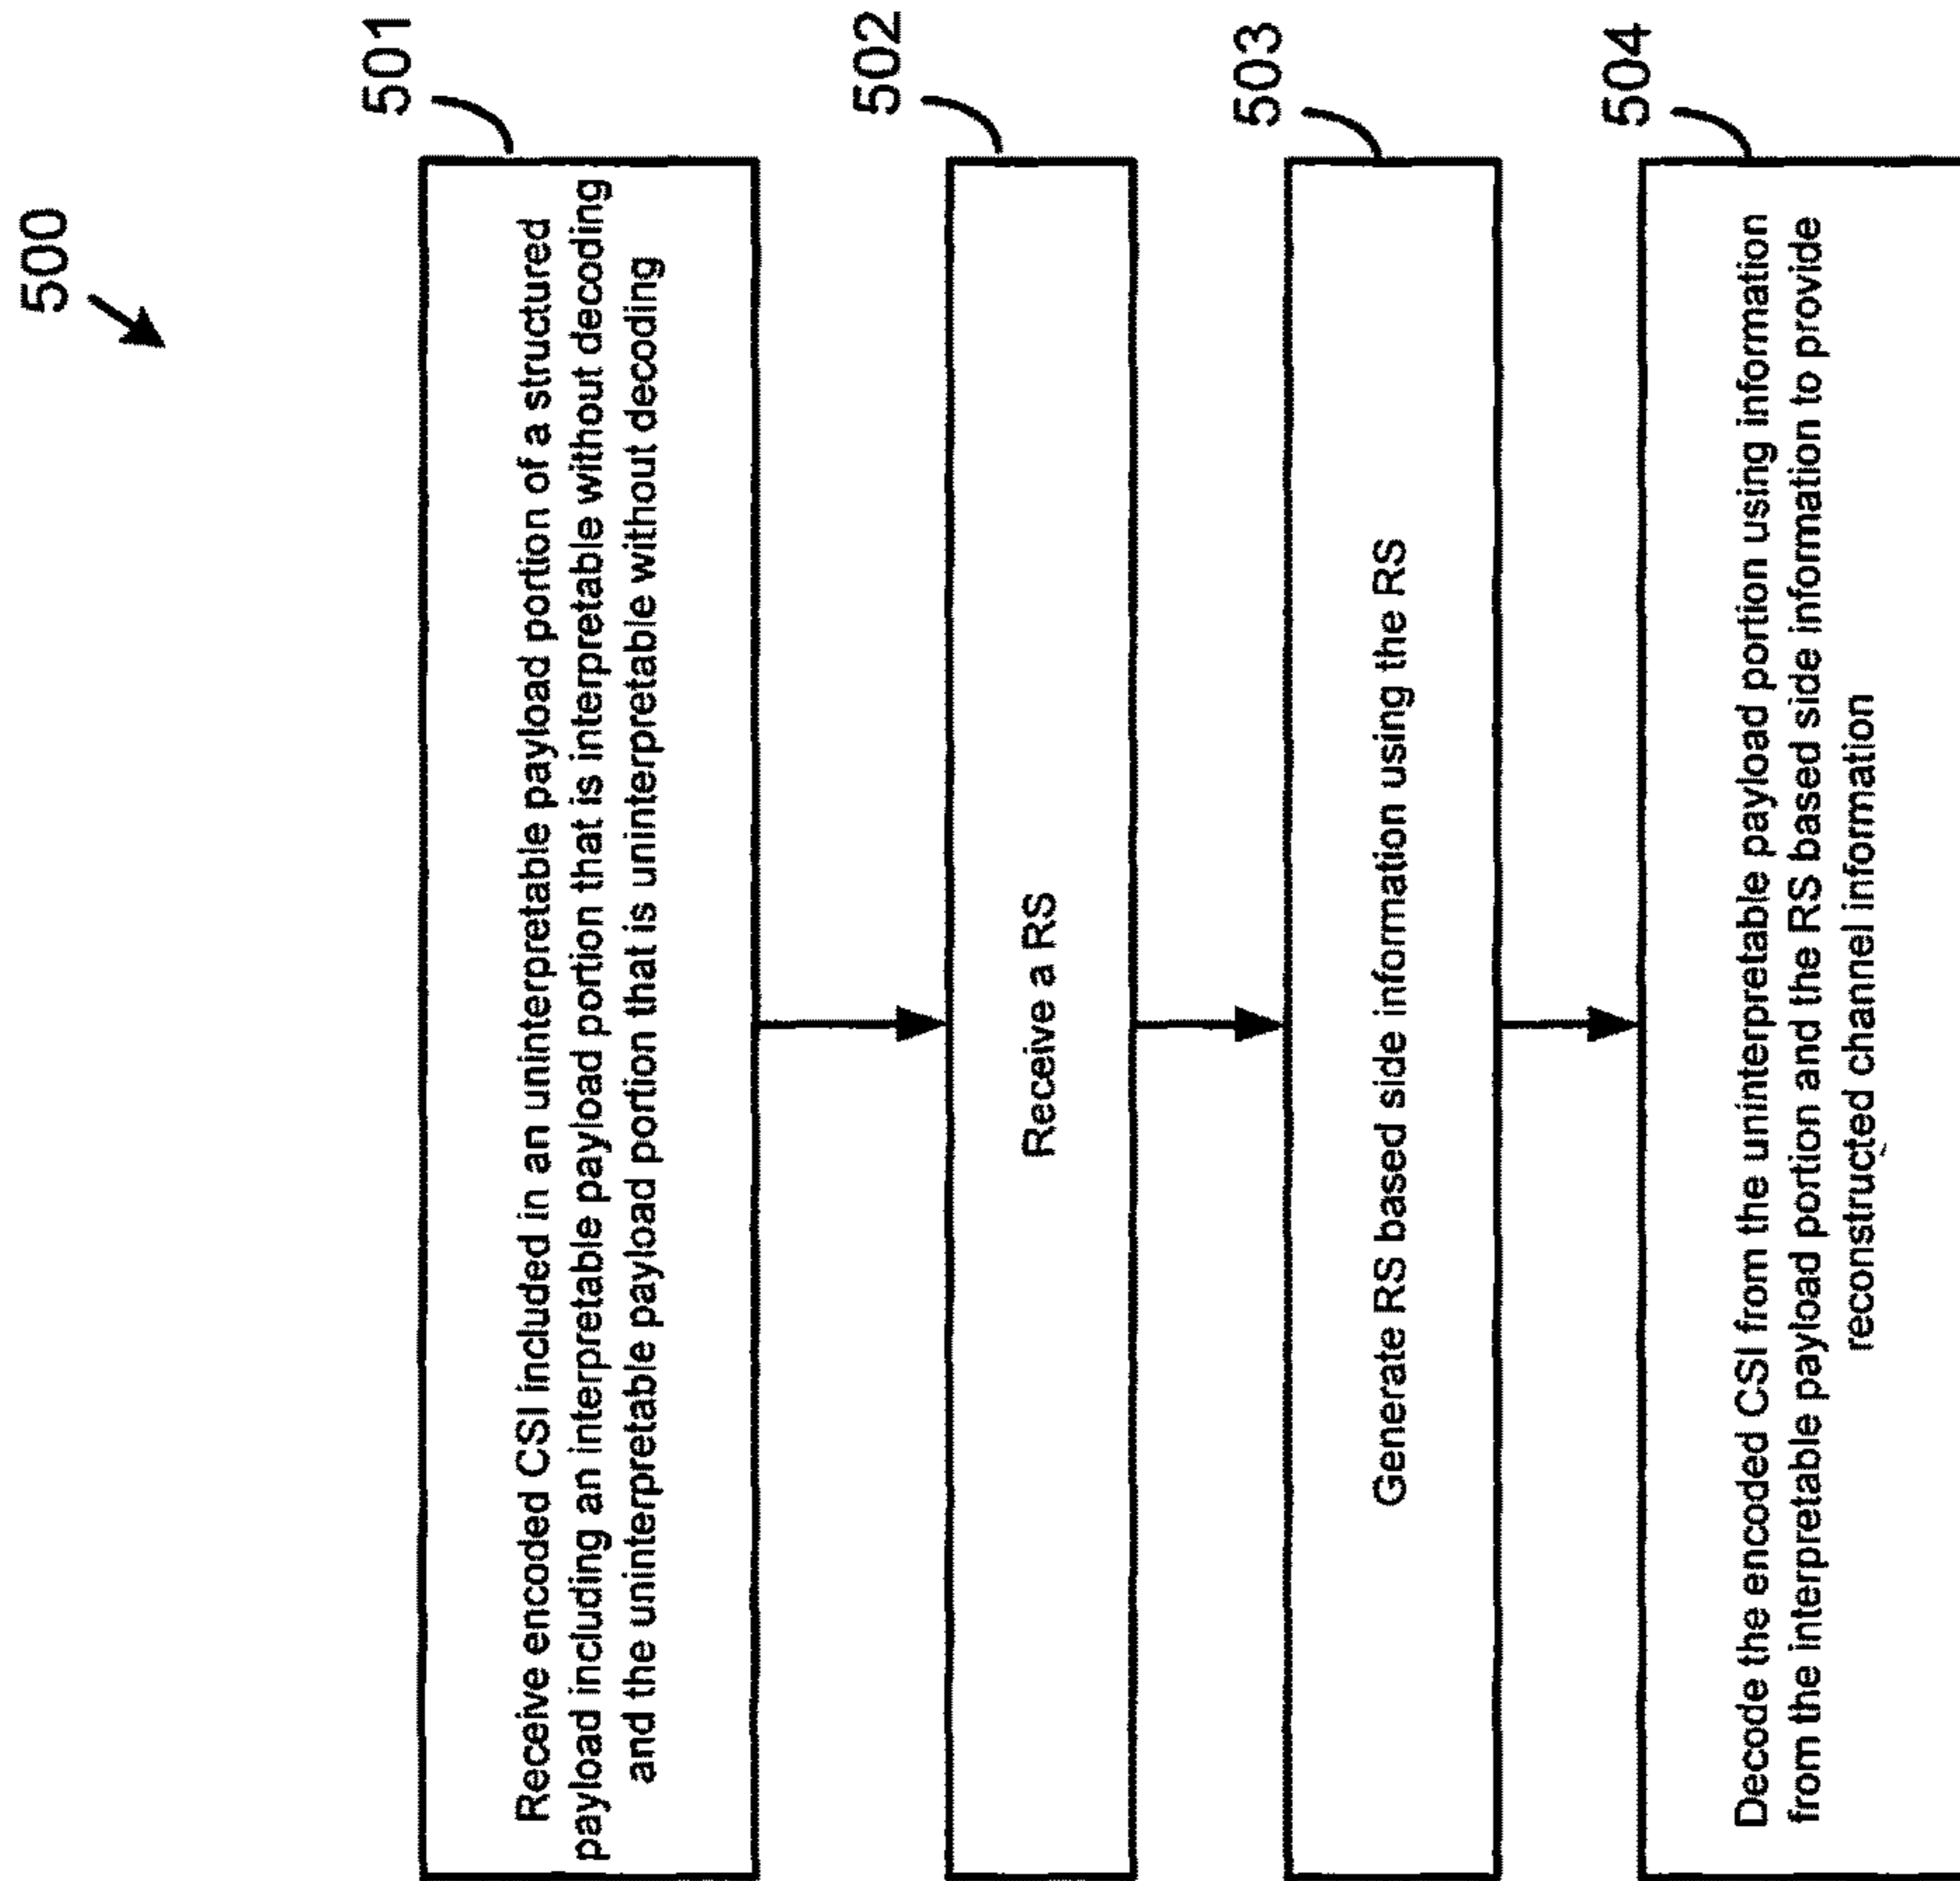 500
501
Receive encoded CSI included in an uninterpretable payload portion of a structured
payload including an interpretable payload portion that is interpretable without decoding
and the uninterpretable payload portion that is uninterpretable without decoding
502
Receive a RS
503
Generate RS based side information using the RS
504
Decode the encoded CSI from the uninterpretable payload portion using information
from the interpretable payload portion and the RS based side information to provide
reconstructed channel information